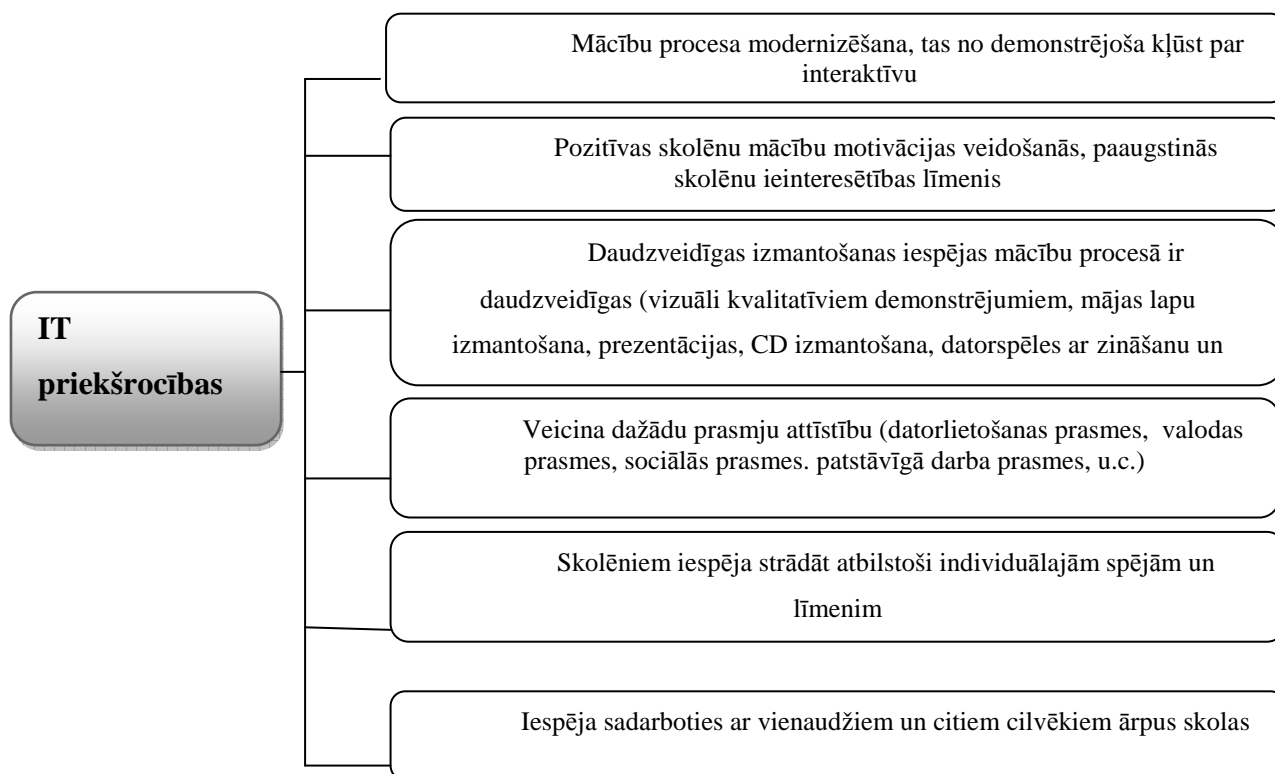 Mācību procesa modernizēšana, tas no demonstrējoša kļūst par
interaktīvu
Pozitīvas skolēnu mācību motivācijas veidošanās, paaugstinās
skolēnu ieinteresētības līmenis
Daudzveidīgas izmantošanas iespējas mācību procesā ir
daudzveidīgas (vizuāli kvalitatīviem demonstrējumiem, mājas lapu
izmantošana, prezentācijas, CD izmantošana, datorspēles ar zināšanu un
IT
priekšrocības
Veicina dažādu prasmju attīstību (datorlietošanas prasmes, valodas
prasmes, sociālās prasmes. patstāvīgā darba prasmes, u.c.)
Skolēniem iespēja strādāt atbilstoši individuālajām spējām un
līmenim
Iespēja sadarboties ar vienaudžiem un citiem cilvēkiem ārpus skolas